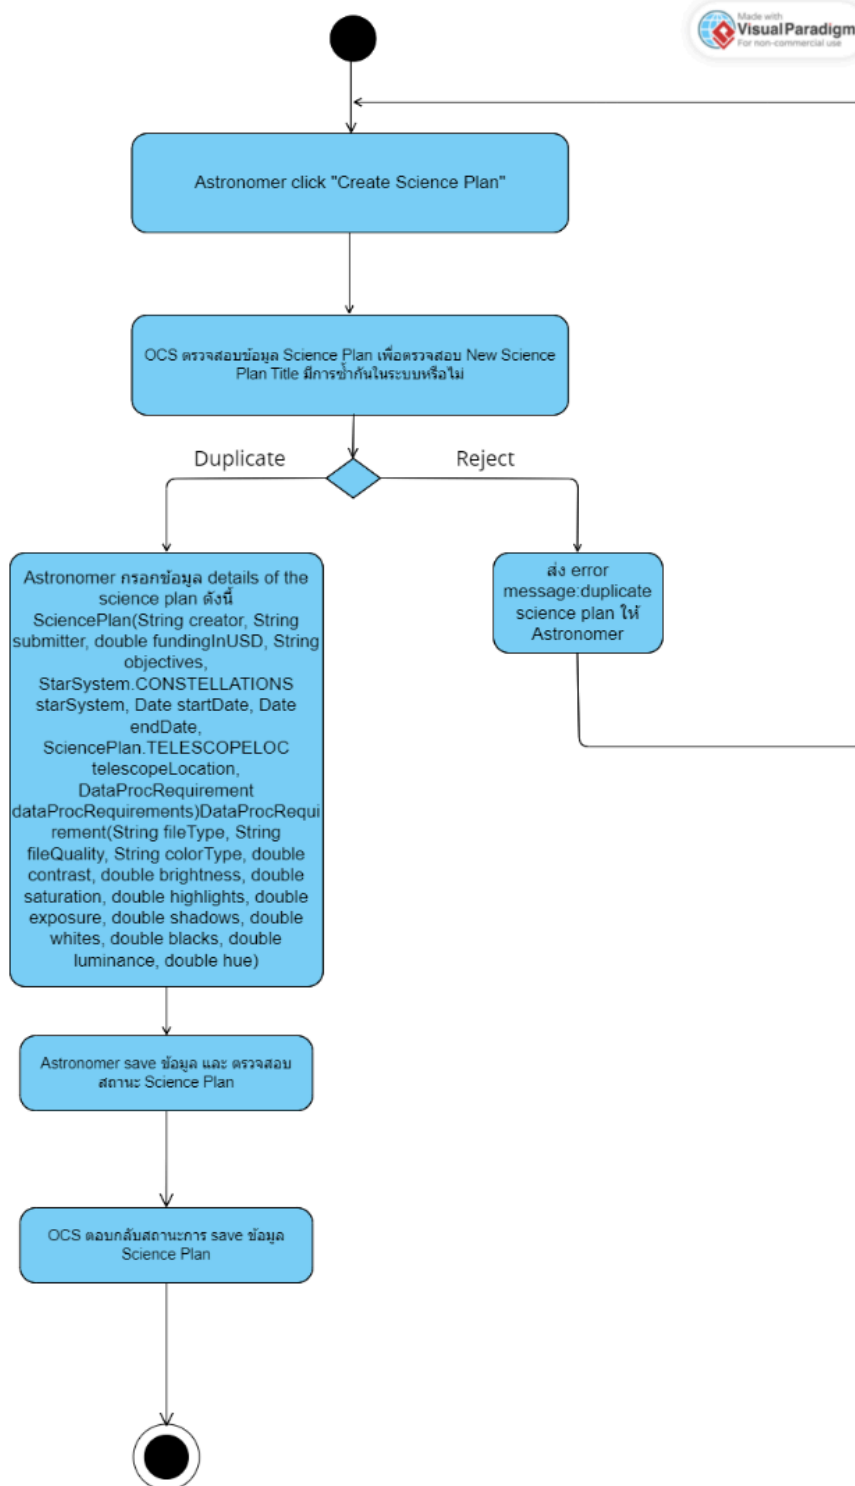 Made with
VisualParadigm
For non-commercial use
Astronomer click "Create Science Plan"
OCS ตรวจสอบข้อมูล Science Plan เพื่อตรวจสอบ New Science
Plan Title มีการซ้ำกันในระบบหรือไม่
Duplicate
Reject
Astronomer กรอกข้อมูล details of the
science plan ดังนี้
SciencePlan(String creator, String
submitter, double fundingInUSD, String
objectives,
StarSystem.CONSTELLATIONS
starSystem, Date startDate, Date
endDate,
SciencePlan.TELESCOPELOC
telescopeLocation,
DataProcRequirement
dataProcRequirements)DataProcRequi
rement(String fileType, String
fileQuality, String colorType, double
contrast, double brightness, double
saturation, double highlights, double
exposure, double shadows, double
whites, double blacks, double
luminance, double hue)
ส่ง error
message:duplicate
science plan ให้
Astronomer
Astronomer save ข้อมูล และ ตรวจสอบ
สถานะ Science Plan
OCS ตอบกลับสถานะการ save ข้อมูล
Science Plan